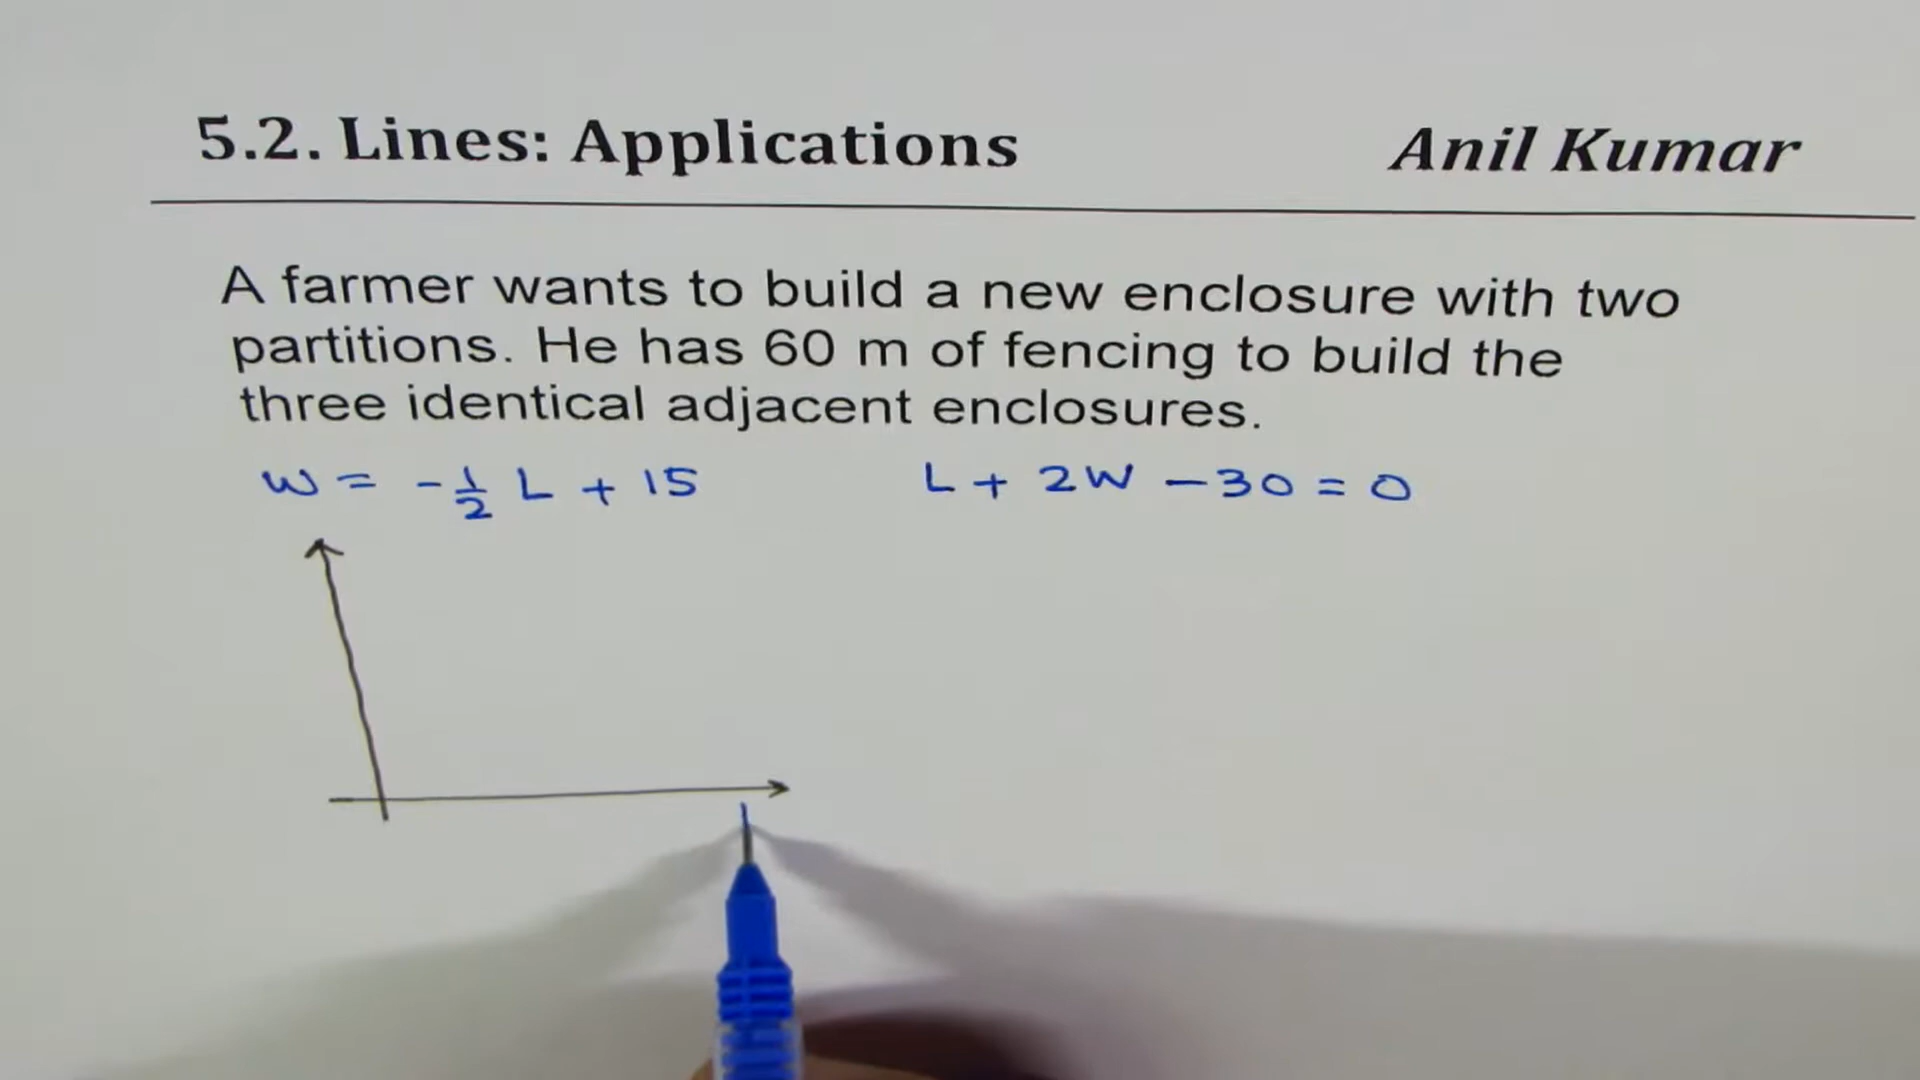 5.2. Lines: Applications Anil Kumar
A farmer wants to build a new enclosure with two
partitions. He has 60 m of fencing to build the
three identical adjacent enclosures.
W = -1/2 L + 15 L + 2W - 30 = 0